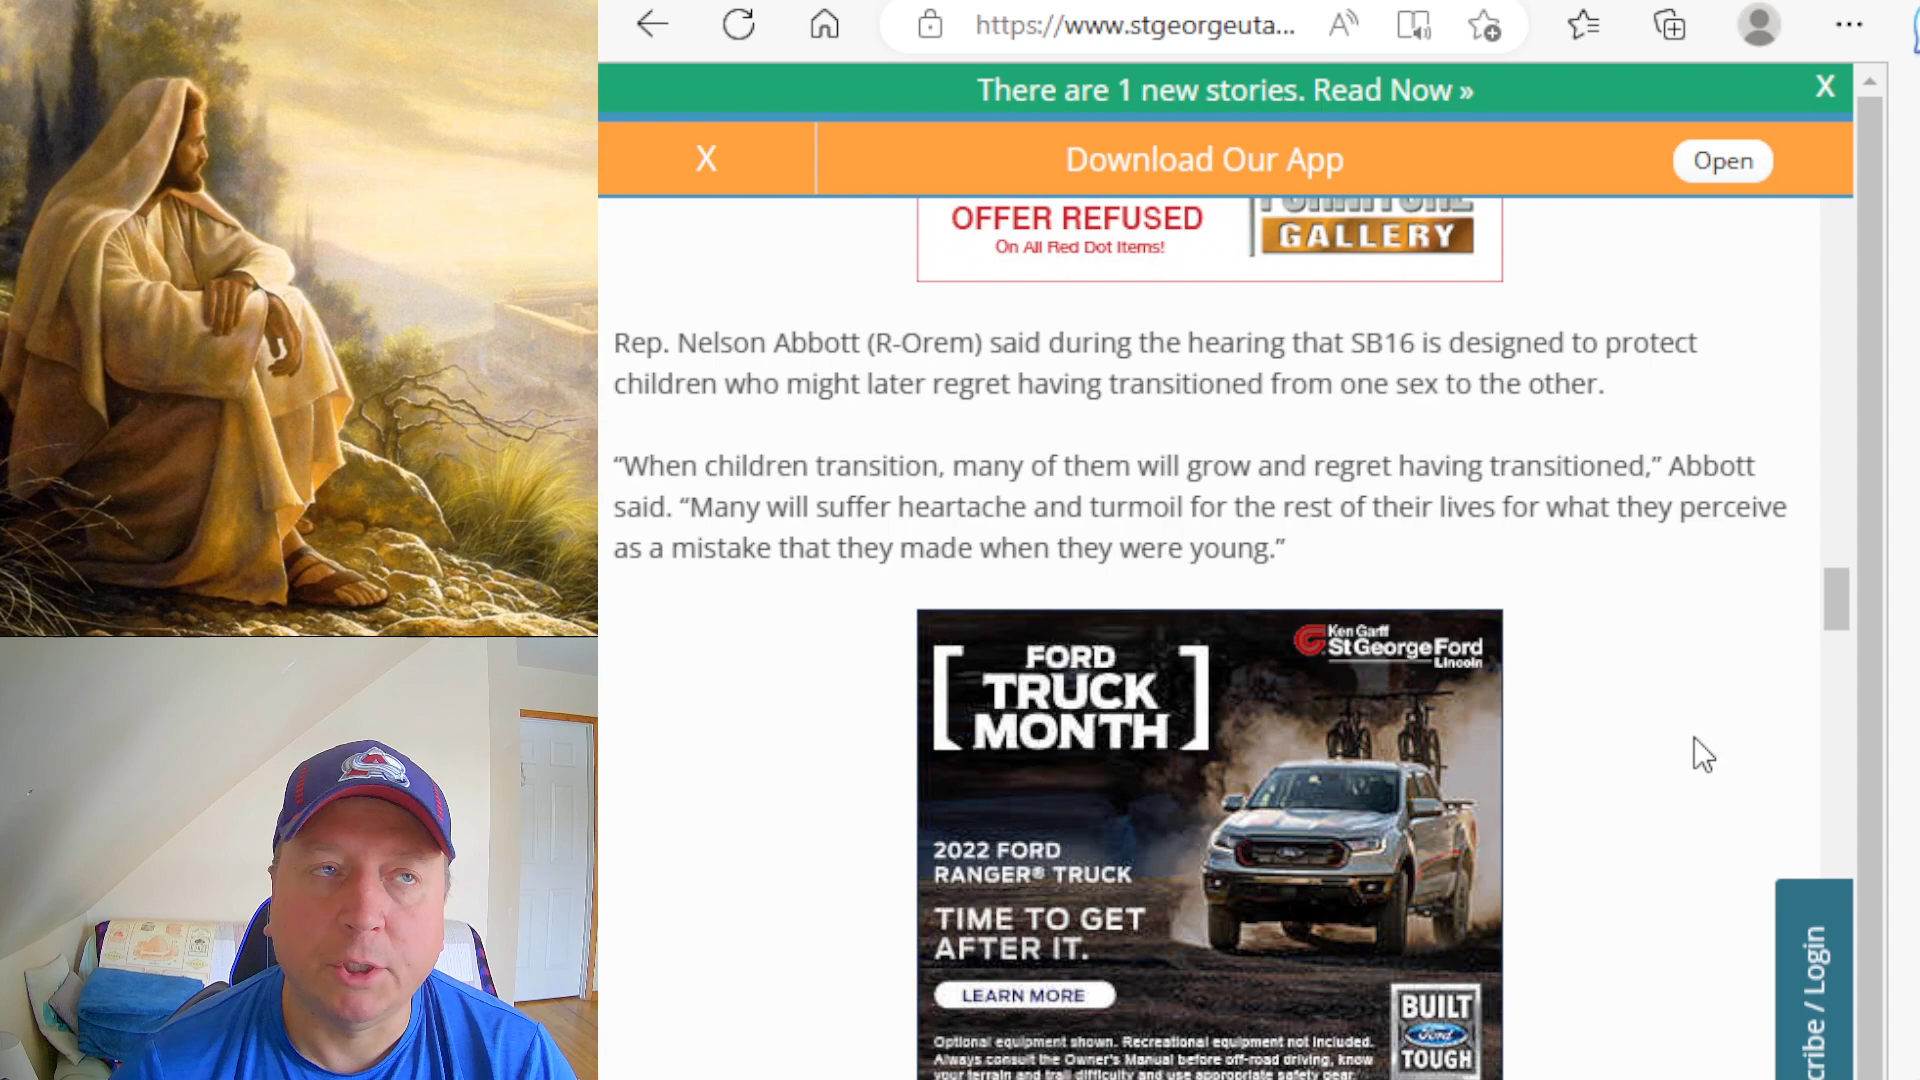 https://www.stgeorgeuta...
There are 1 new stories. Read Now »
X
X
Download Our App
Open
OFFER REFUSED
On All Red Dot Items!
FURNITURE
GALLERY
Rep. Nelson Abbott (R-Orem) said during the hearing that SB16 is designed to protect
children who might later regret having transitioned from one sex to the other.
“When children transition, many of them will grow and regret having transitioned,” Abbott
said. “Many will suffer heartache and turmoil for the rest of their lives for what they perceive
as a mistake that they made when they were young.”
[FORD
TRUCK
MONTH]
Ken Garff
StGeorgeFord
Lincoln
2022 FORD
RANGER® TRUCK
TIME TO GET
AFTER IT.
LEARN MORE
BUILT
Ford
TOUGH
Optional equipment shown. Recreational equipment not included.
Always consult the Owner's Manual before off-road driving, know
your terrain and trail difficulty and use appropriate safety gear.
cribe / Login